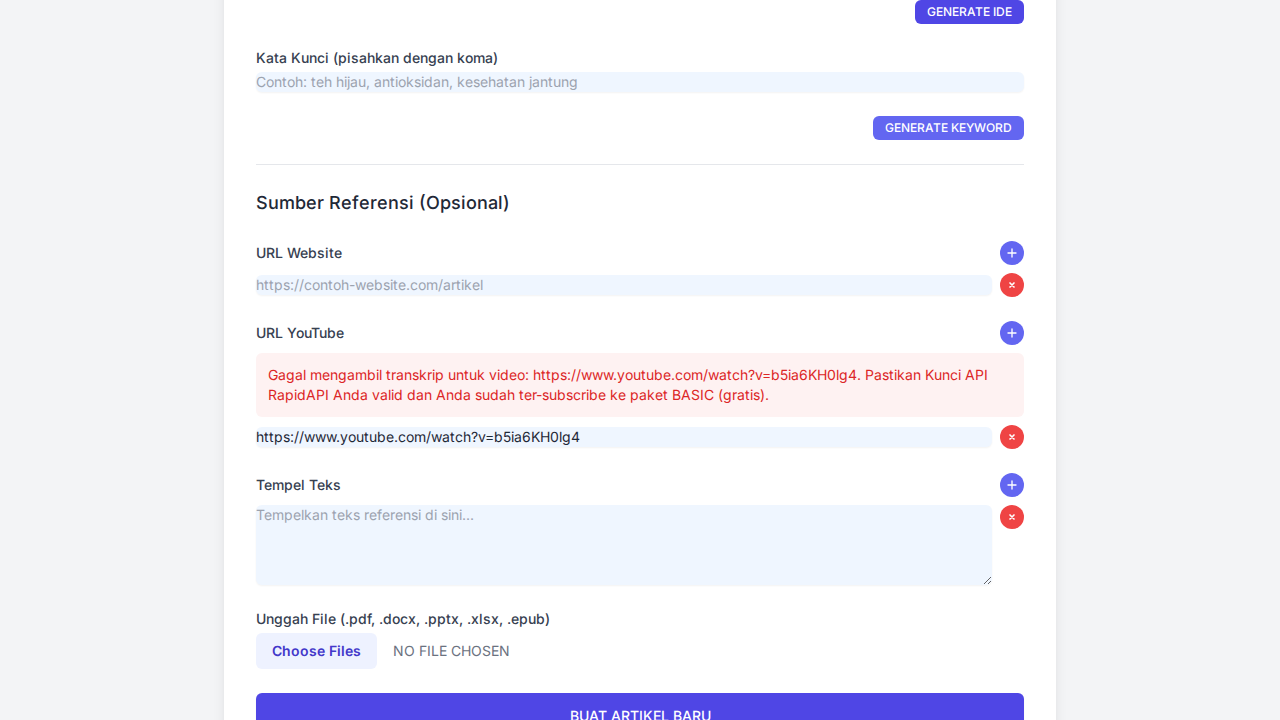 GENERATE IDE
Kata Kunci (pisahkan dengan koma)
Contoh: teh hijau, antioksidan, kesehatan jantung
GENERATE KEYWORD
Sumber Referensi (Opsional)
URL Website
https://contoh-website.com/artikel
URL YouTube
Gagal mengambil transkrip untuk video: https://www.youtube.com/watch?v=b5ia6KH0lg4. Pastikan Kunci API
RapidAPI Anda valid dan Anda sudah ter-subscribe ke paket BASIC (gratis).
https://www.youtube.com/watch?v=b5ia6KH0lg4
Tempel Teks
Tempelkan teks referensi di sini...
Unggah File (.pdf, .docx, .pptx, .xlsx, .epub)
Choose Files NO FILE CHOSEN
BUAT ARTIKEL BARU